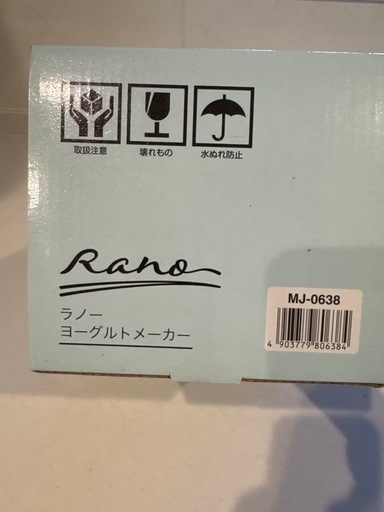 取扱注意
壊れもの
水ぬれ防止
Rano
ラノー
ヨーグルトメーカー
MJ-0638
4 903779 806384